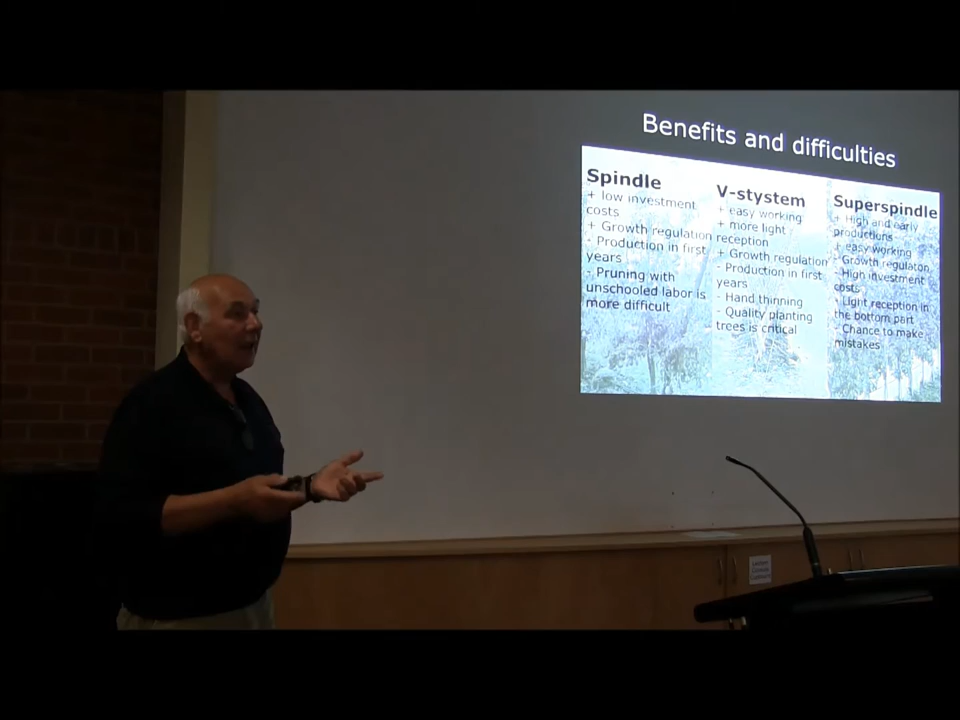 Benefits and difficulties
Spindle
+ low investment
costs
+ Growth regulation
- Production in first
years
- Pruning with
unschooled labor is
more difficult
V-stystem
+ easy working
+ more light
reception
+ Growth regulation
- Production in first
years
- Hand thinning
- Quality planting
trees is critical
Superspindle
+ High and early
productions
+ easy working
- Growth regulaton
- High investment
costs
- Light reception in
the bottom part
- Chance to make
mistakes